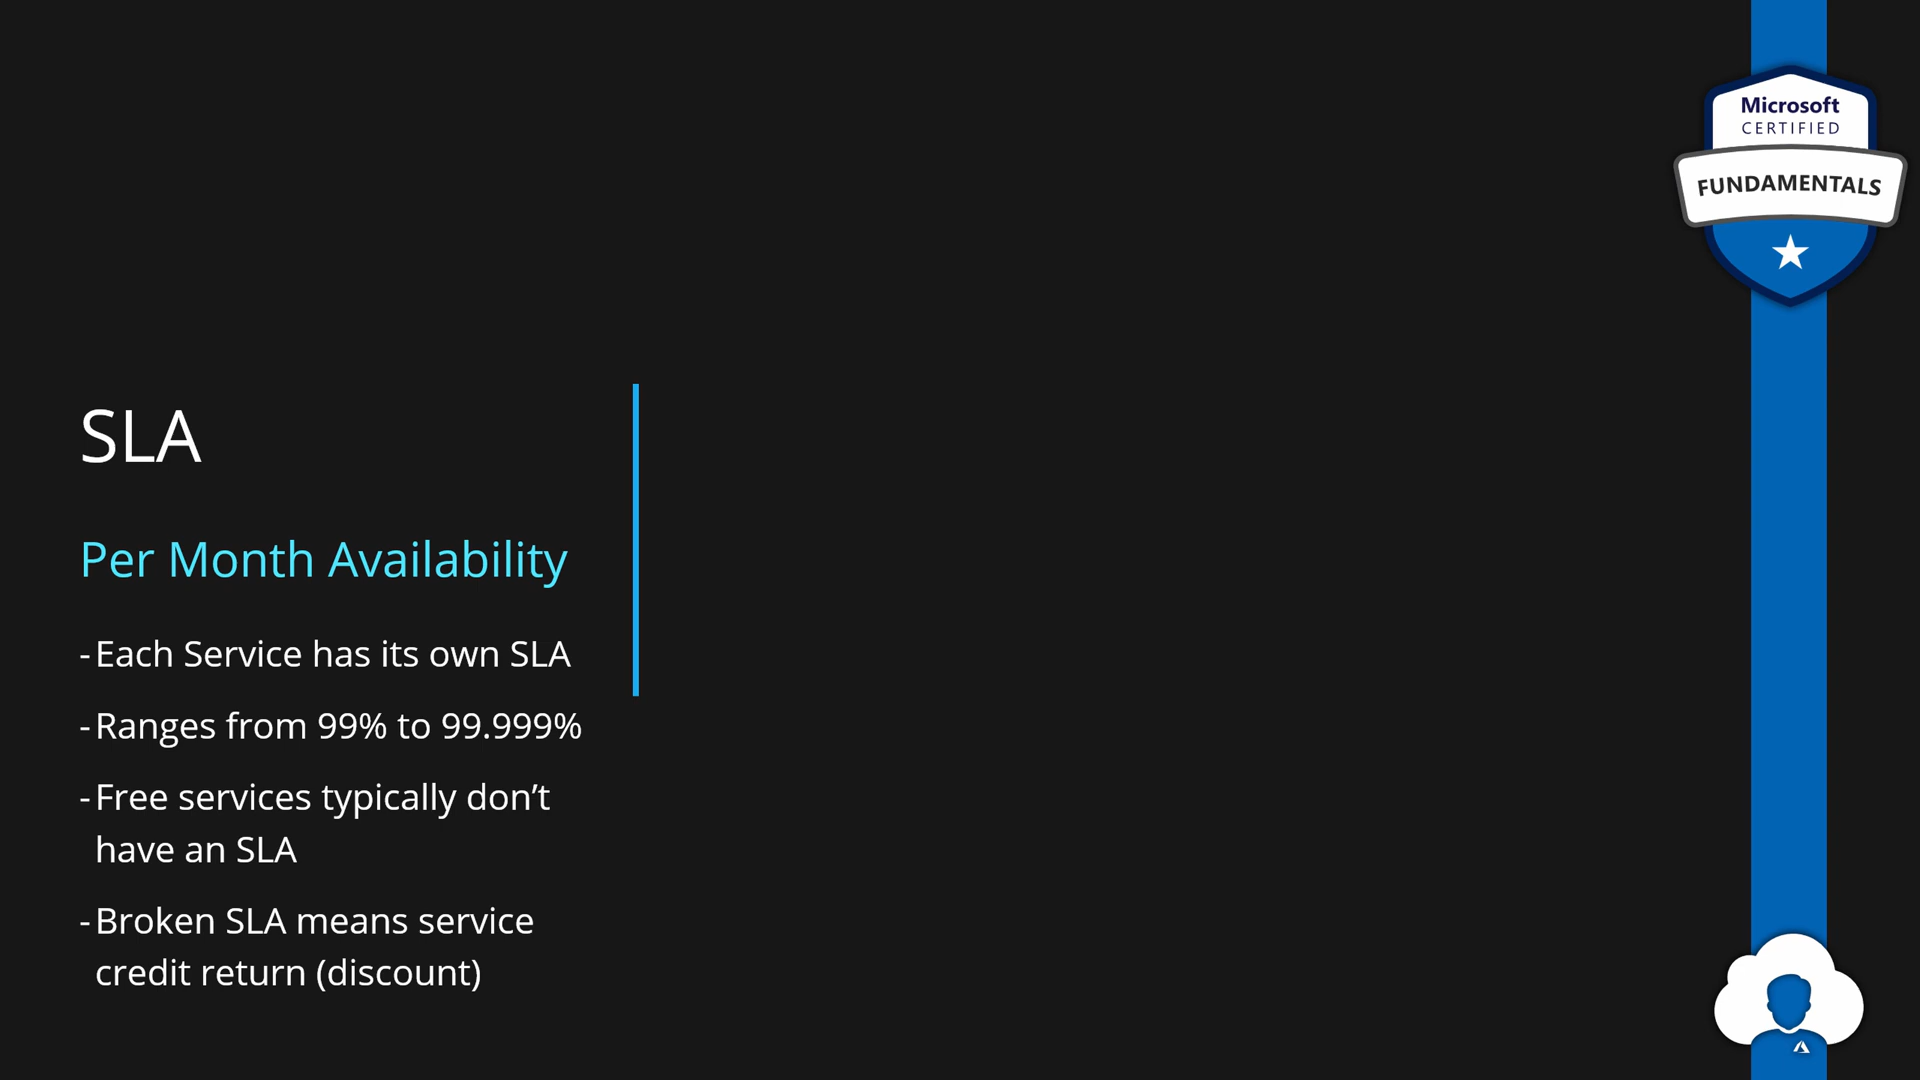 SLA
Per Month Availability
- Each Service has its own SLA
- Ranges from 99% to 99.999%
- Free services typically don’t
have an SLA
- Broken SLA means service
credit return (discount)
Microsoft
CERTIFIED
FUNDAMENTALS